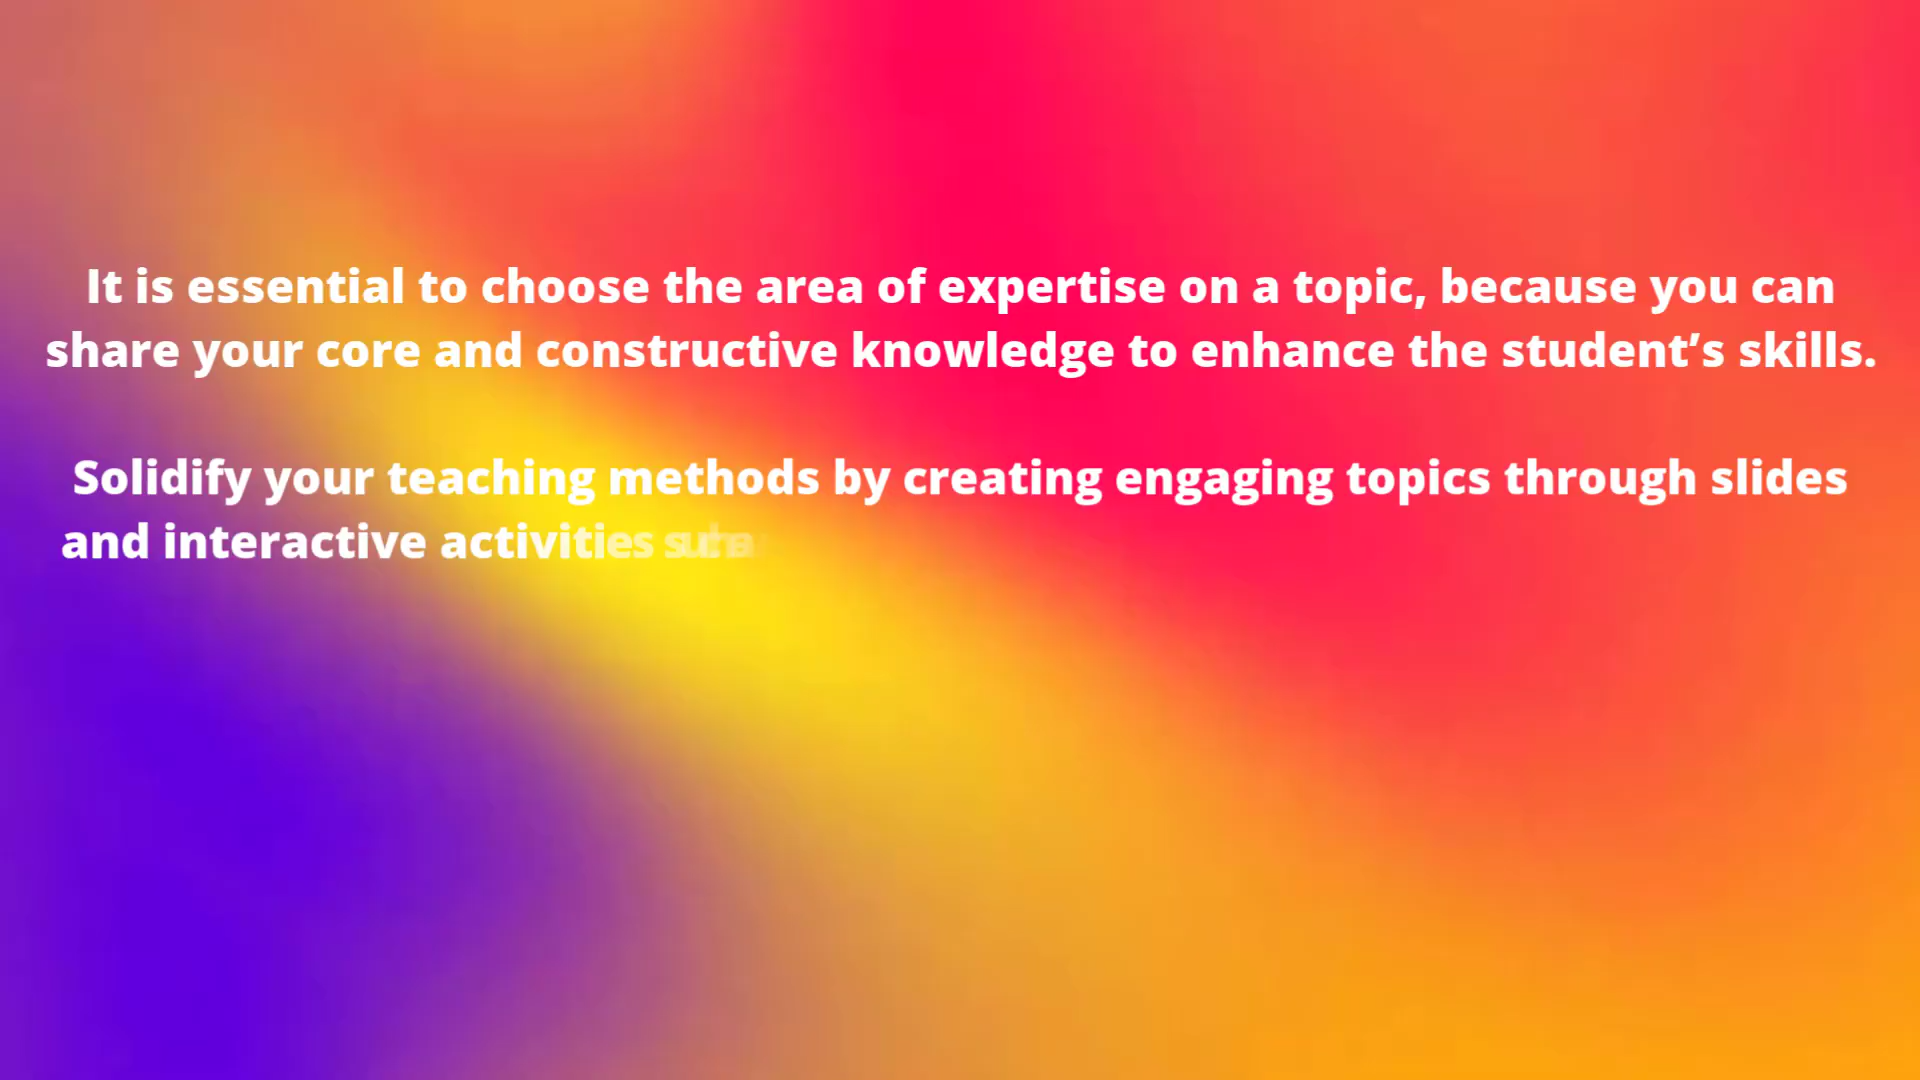 It is essential to choose the area of expertise on a topic, because you can
share your core and constructive knowledge to enhance the student’s skills.
Solidify your teaching methods by creating engaging topics through slides
and interactive activities